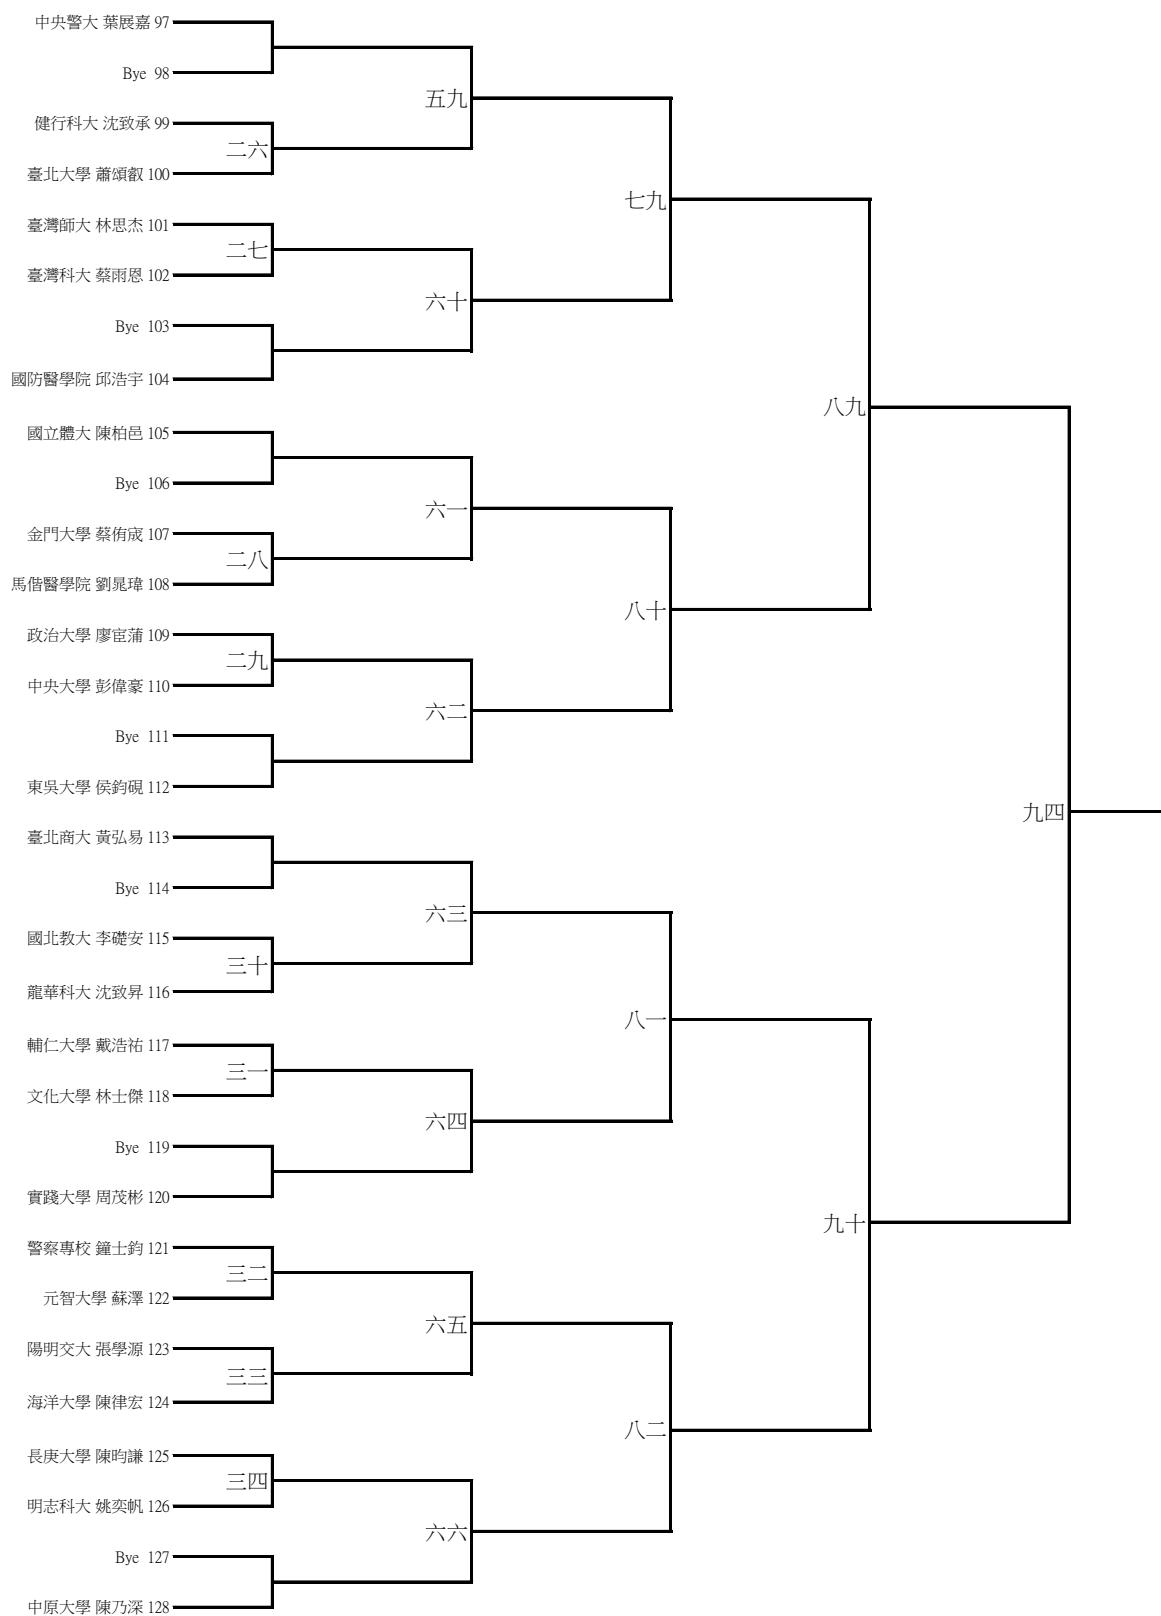 中央警大 葉展嘉 97
Bye 98
五九
健行科大 沈致承 99
二六
臺北大學 蕭頌叡 100
七九
臺灣師大 林思杰 101
二七
臺灣科大 蔡雨恩 102
六十
Bye 103
國防醫學院 邱浩宇 104
八九
國立體大 陳柏邑 105
Bye 106
六一
金門大學 蔡侑宬 107
二八
馬偕醫學院 劉晁瑋 108
八十
政治大學 廖宦蒲 109
二九
中央大學 彭偉豪 110
六二
Bye 111
東吳大學 侯鈞硯 112
九四
臺北商大 黃弘易 113
Bye 114
六三
國北教大 李礎安 115
三十
龍華科大 沈致昇 116
八一
輔仁大學 戴浩祐 117
三一
文化大學 林士傑 118
六四
Bye 119
實踐大學 周茂彬 120
九十
警察專校 鐘士鈞 121
三二
元智大學 蘇澤 122
六五
陽明交大 張學源 123
三三
海洋大學 陳律宏 124
八二
長庚大學 陳昀謙 125
三四
明志科大 姚奕帆 126
六六
Bye 127
中原大學 陳乃深 128